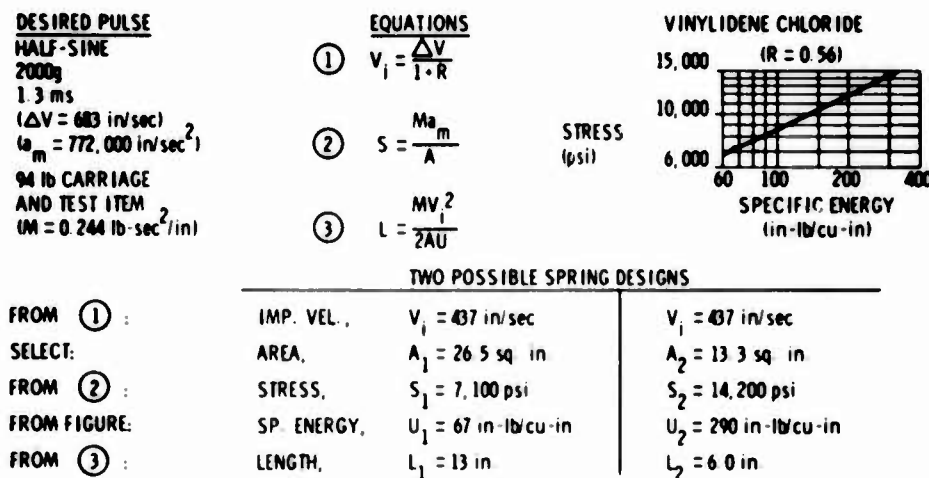 DESIRED PULSE
HALF-SINE
2000g
1.3 ms
(ΔV = 683 in/sec)
(a_m = 772,000 in/sec²)
94 lb CARRIAGE
AND TEST ITEM
(M = 0.244 lb-sec²/in)
EQUATIONS
① V_i = ΔV / 1+R
② S = Ma_m / A
③ L = MV_i² / 2AU
VINYLIDENE CHLORIDE
(R = 0.56)
15,000
10,000
6,000
STRESS
(psi)
60 100 200 400
SPECIFIC ENERGY
(in-lb/cu-in)
TWO POSSIBLE SPRING DESIGNS
FROM ① : IMP. VEL., V_i = 437 in/sec V_i = 437 in/sec
SELECT: AREA, A_1 = 26.5 sq in A_2 = 13.3 sq in
FROM ② : STRESS, S_1 = 7,100 psi S_2 = 14,200 psi
FROM FIGURE: SP. ENERGY, U_1 = 67 in-lb/cu-in U_2 = 290 in-lb/cu-in
FROM ③ : LENGTH, L_1 = 13 in L_2 = 6.0 in